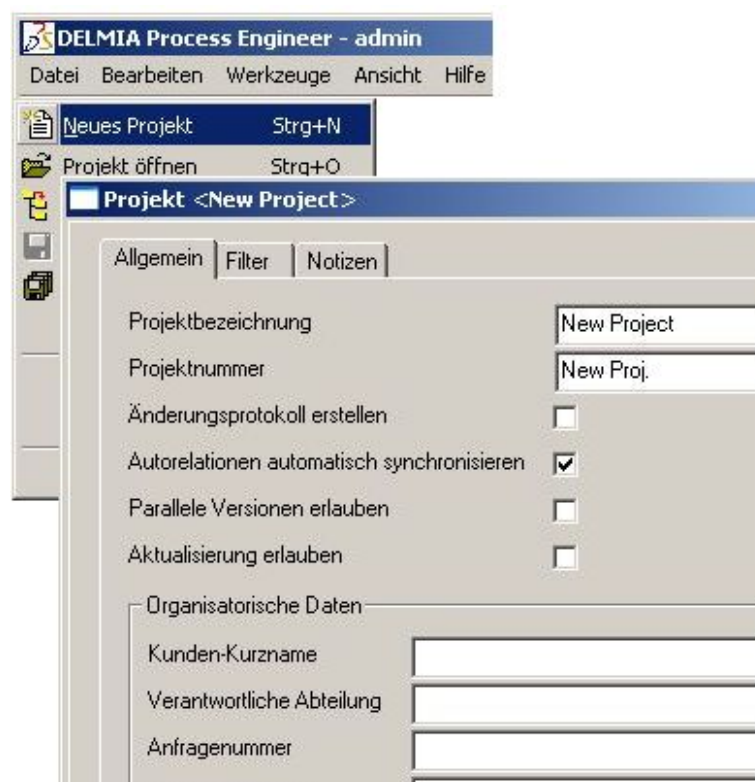 DELMIA Process Engineer - admin
Datei Bearbeiten Werkzeuge Ansicht Hilfe
Neues Projekt Strg+N
Projekt öffnen Strg+O
Projekt <New Project>
Allgemein Filter Notizen
Projektbezeichnung New Project
Projektnummer New Proj.
Änderungsprotokoll erstellen
Autorelationen automatisch synchronisieren
Parallele Versionen erlauben
Aktualisierung erlauben
Organisatorische Daten
Kunden-Kurzname
Verantwortliche Abteilung
Anfragenummer